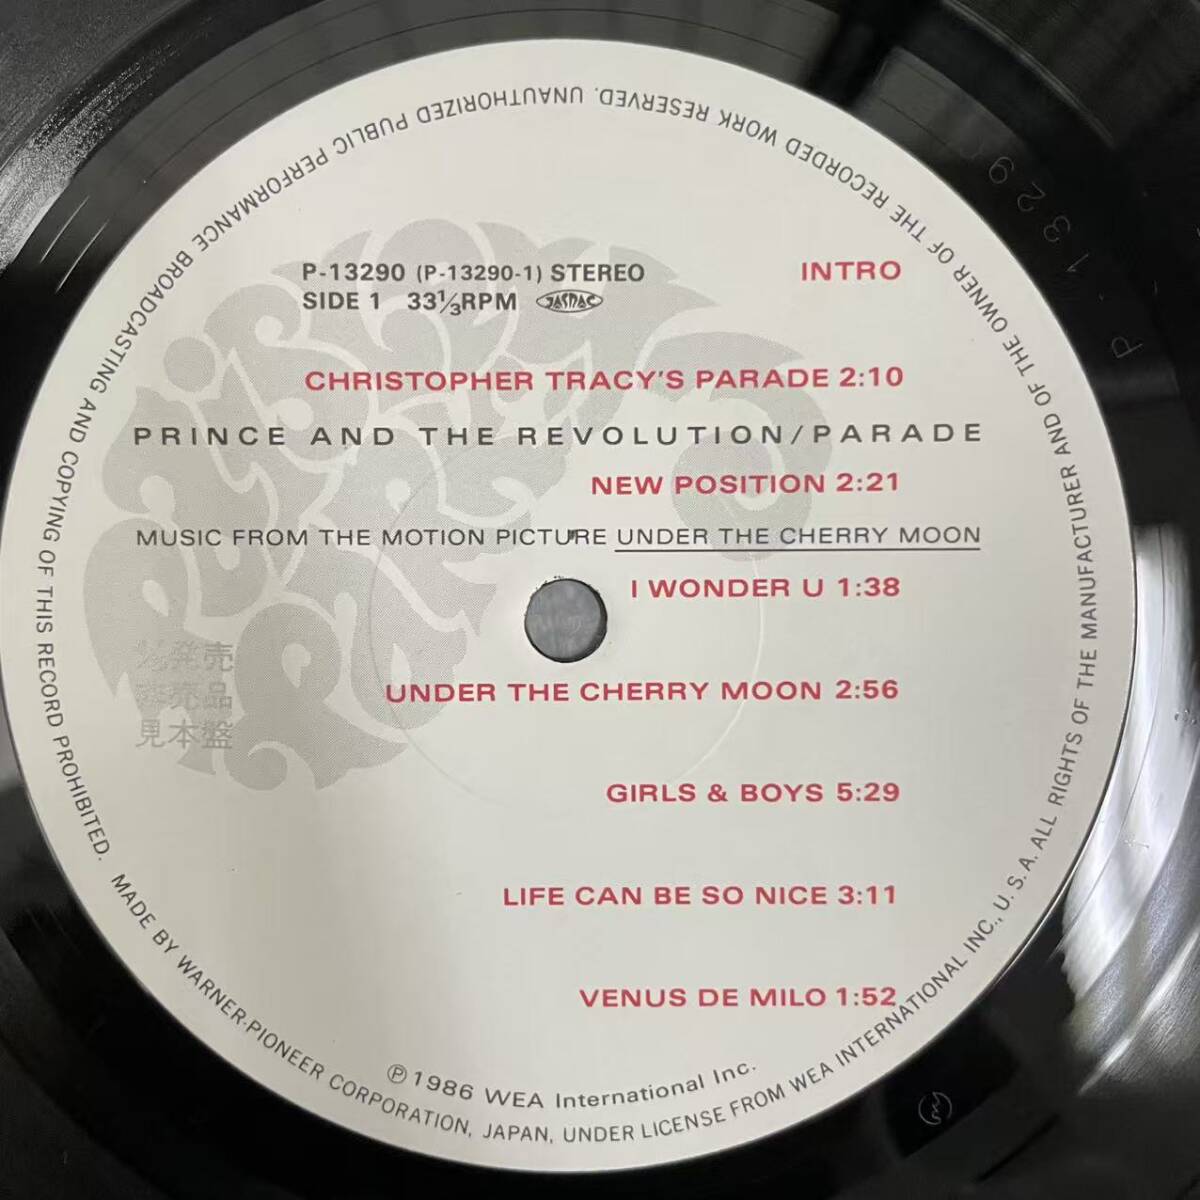 P-13290 (P-13290-1) STEREO
SIDE 1 33⅓RPM JASRAC
INTRO
CHRISTOPHER TRACY'S PARADE 2:10
PRINCE AND THE REVOLUTION/PARADE
NEW POSITION 2:21
MUSIC FROM THE MOTION PICTURE UNDER THE CHERRY MOON
I WONDER U 1:38
UNDER THE CHERRY MOON 2:56
GIRLS & BOYS 5:29
LIFE CAN BE SO NICE 3:11
VENUS DE MILO 1:52
発売
売品
見本盤
Ⓟ1986 WEA International Inc.
MADE BY WARNER-PIONEER CORPORATION, JAPAN, UNDER LICENSE FROM WEA INTERNATIONAL INC., U.S.A. ALL RIGHTS OF THE MANUFACTURER AND OF THE OWNER OF THE RECORDED WORK RESERVED. UNAUTHORIZED PUBLIC PERFORMANCE BROADCASTING AND COPYING OF THIS RECORD PROHIBITED.
PAISLEY PARK
P-1329